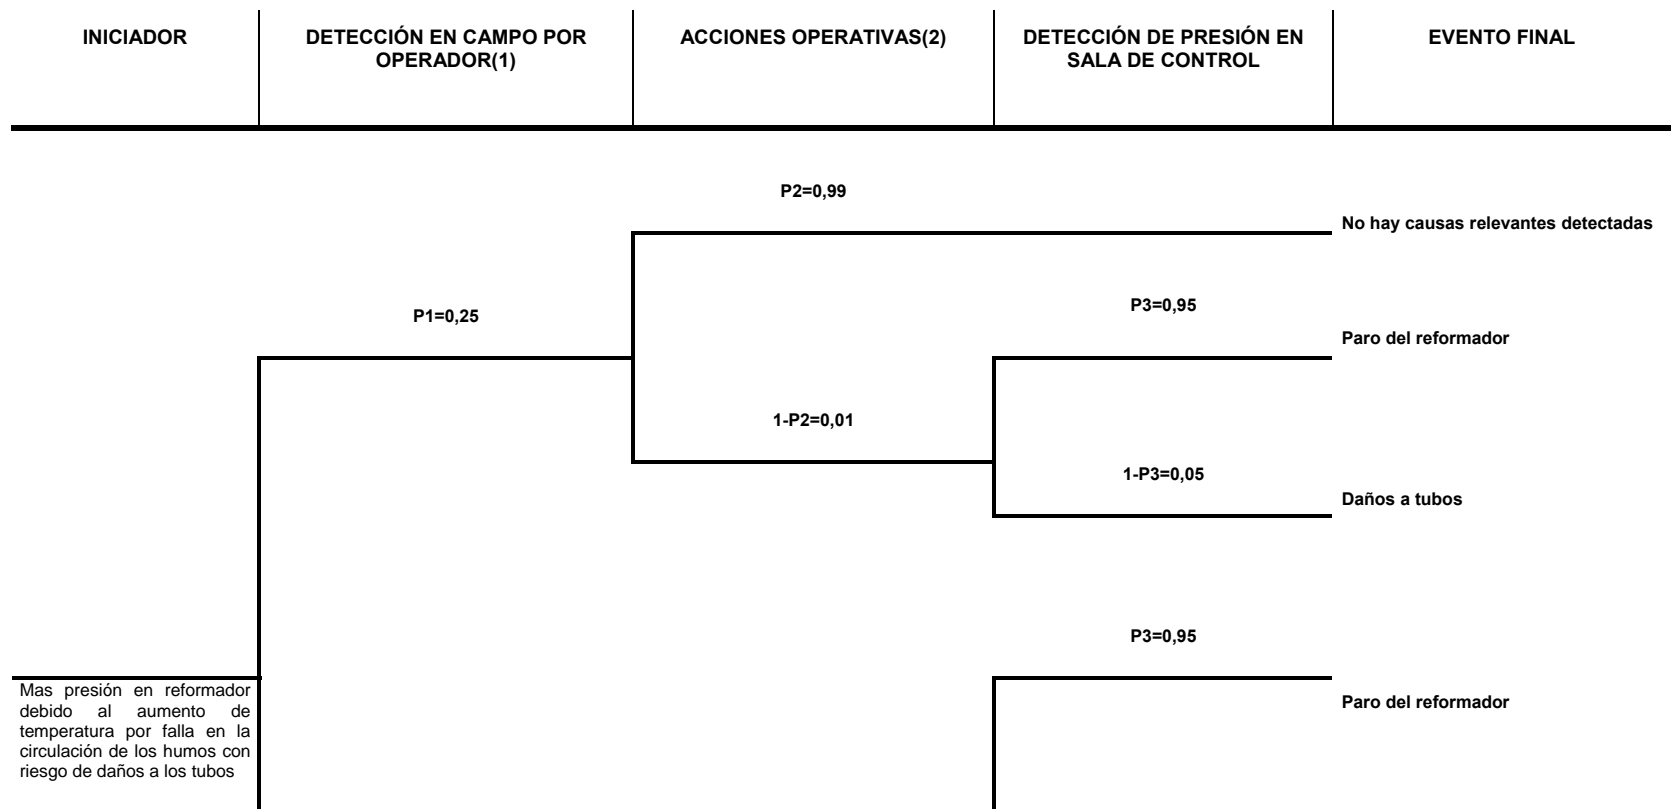 INICIADOR
DETECCIÓN EN CAMPO POR
OPERADOR(1)
ACCIONES OPERATIVAS(2)
DETECCIÓN DE PRESIÓN EN
SALA DE CONTROL
EVENTO FINAL
P2=0,99
No hay causas relevantes detectadas
P3=0,95
P1=0,25
Paro del reformador
1-P2=0,01
1-P3=0,05
Daños a tubos
P3=0,95
Mas presión en reformador
debido al aumento de
temperatura por falla en la
circulación de los humos con
riesgo de daños a los tubos
Paro del reformador